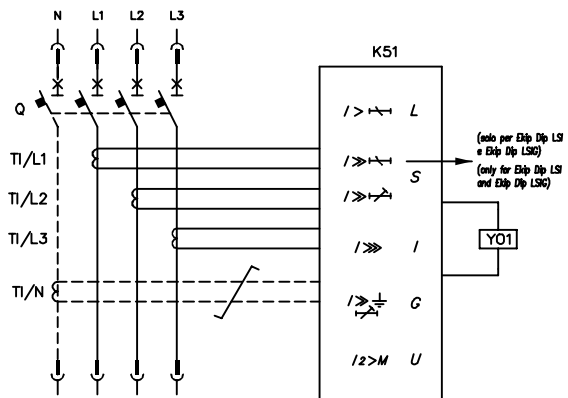 N L1 L2 L3
K51
Q
I> L
(solo per Ekip Dip LSI
e Ekip Dip LSIG)
TI/L1
I>> S
(only for Ekip Dip LSI
and Ekip Dip LSIG)
TI/L2
I>>
TI/L3
I>>> I
Y01
TI/N
I>> G
I2>M U